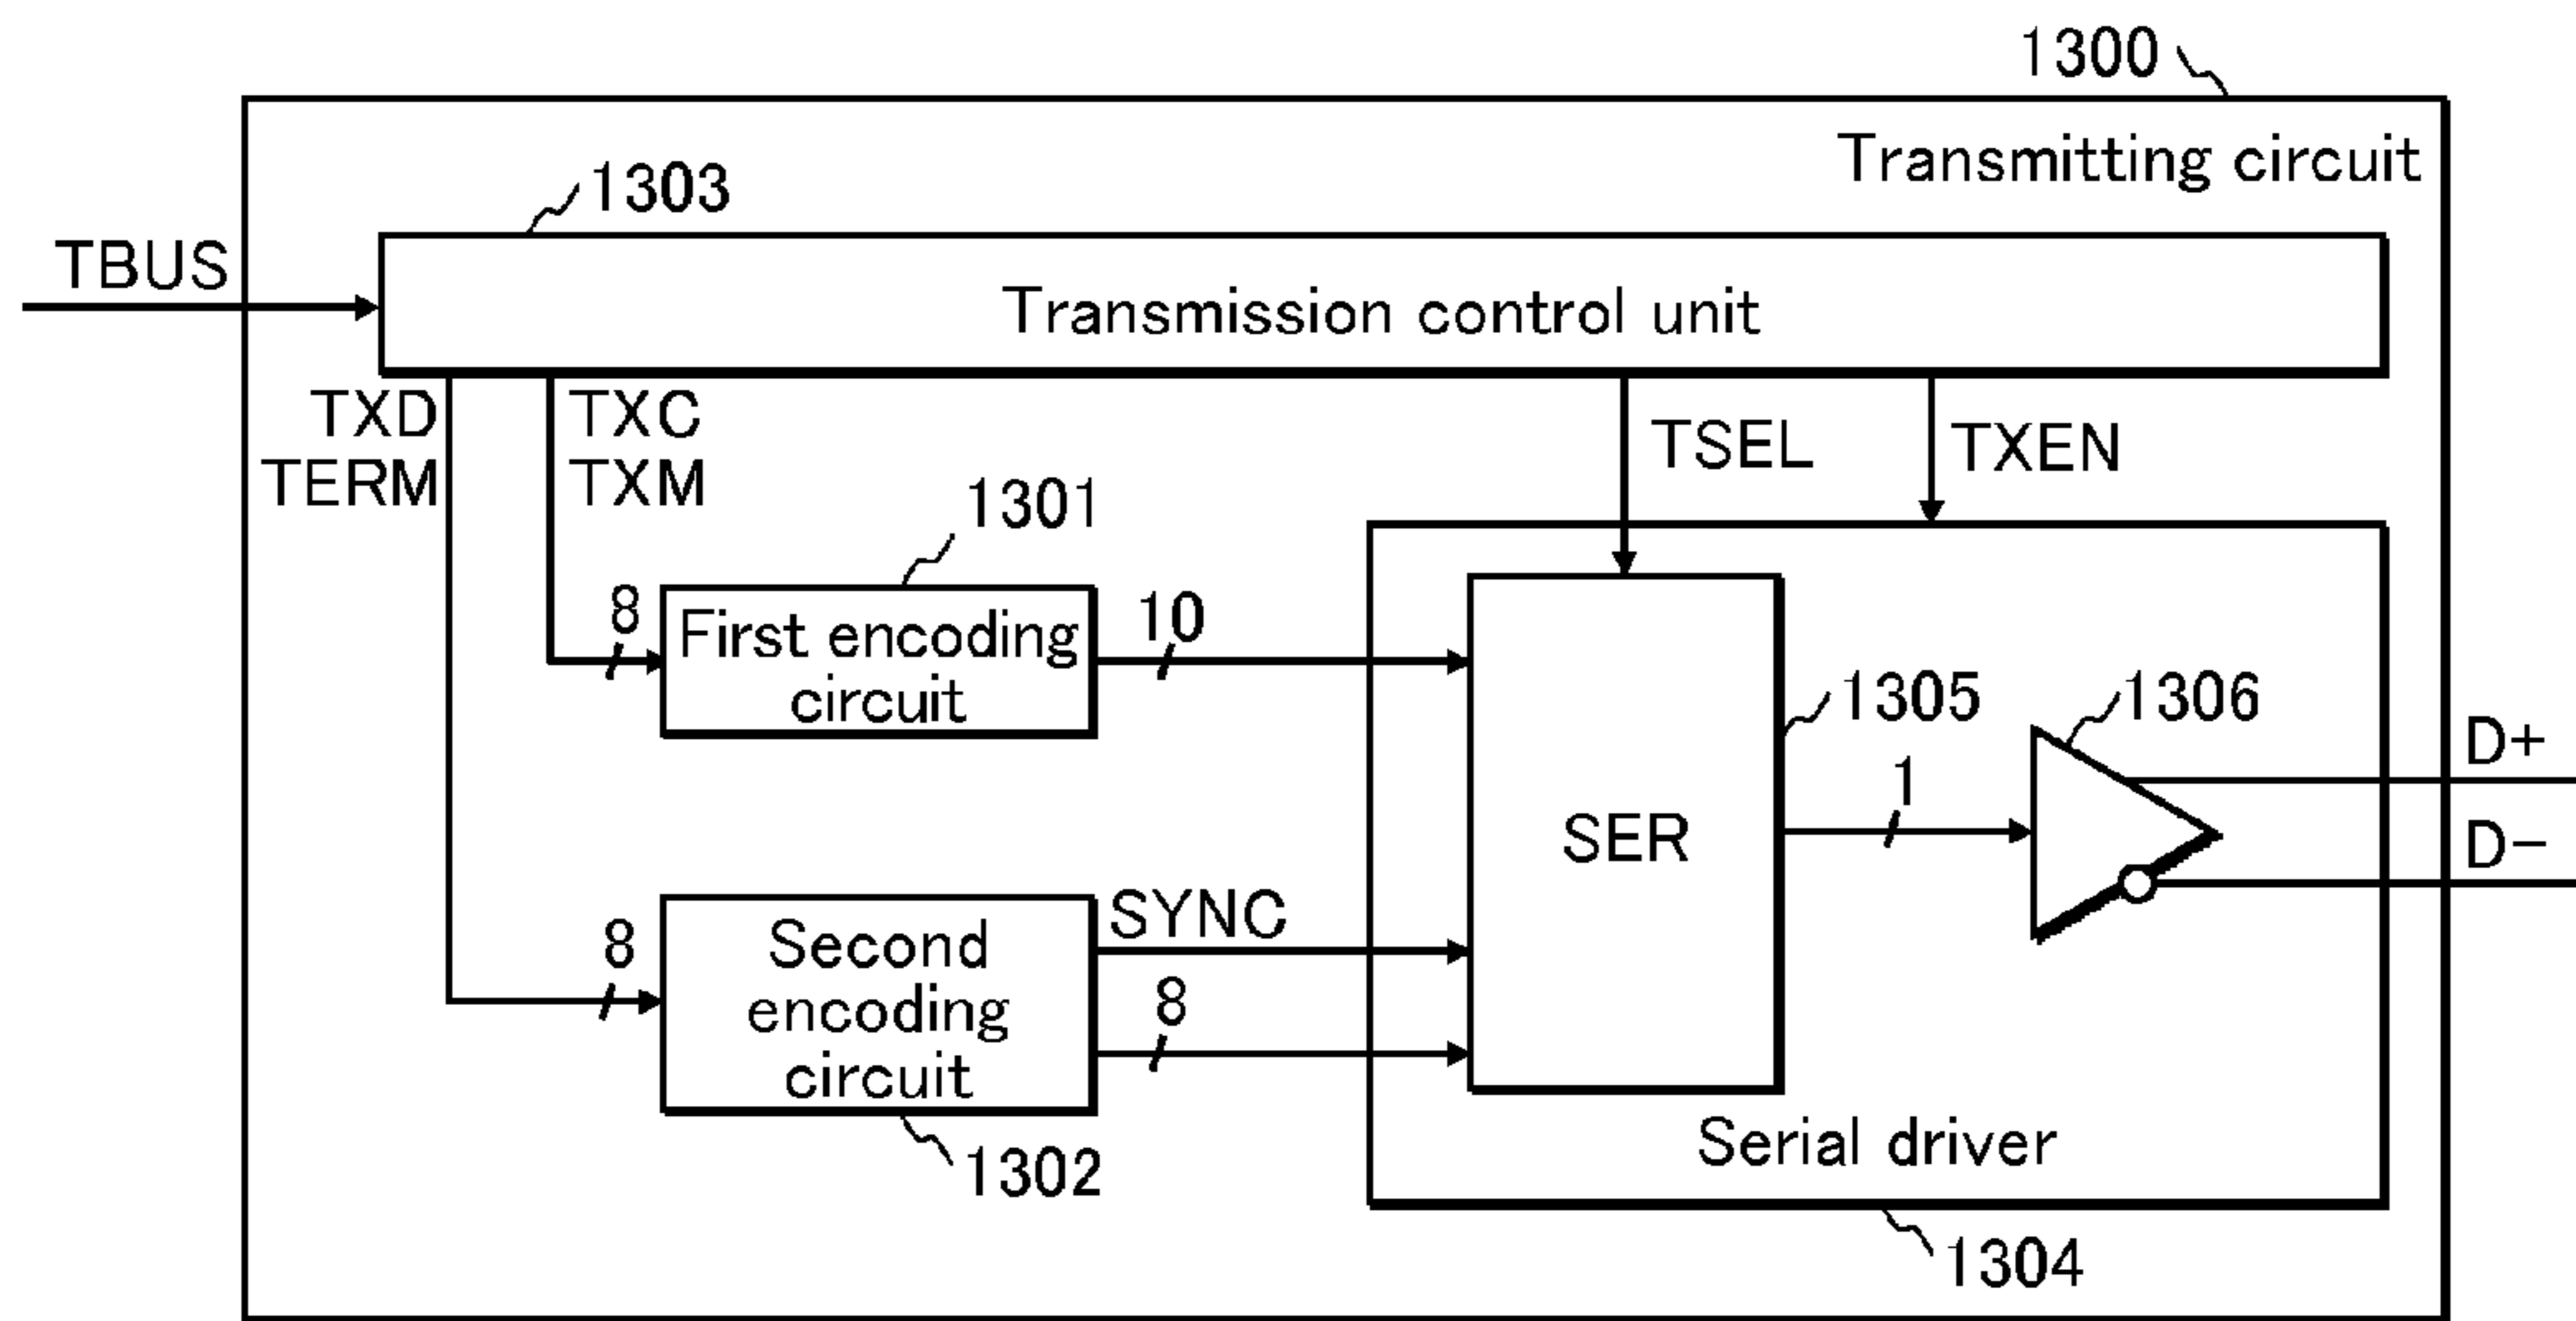 1300
Transmitting circuit
1303
TBUS
Transmission control unit
TXD
TERM
TXC
TXM
TSEL
TXEN
1301
8
First encoding
circuit
10
1305
1306
D+
1
SER
D−
8
Second
encoding
circuit
SYNC
8
Serial driver
1302
1304